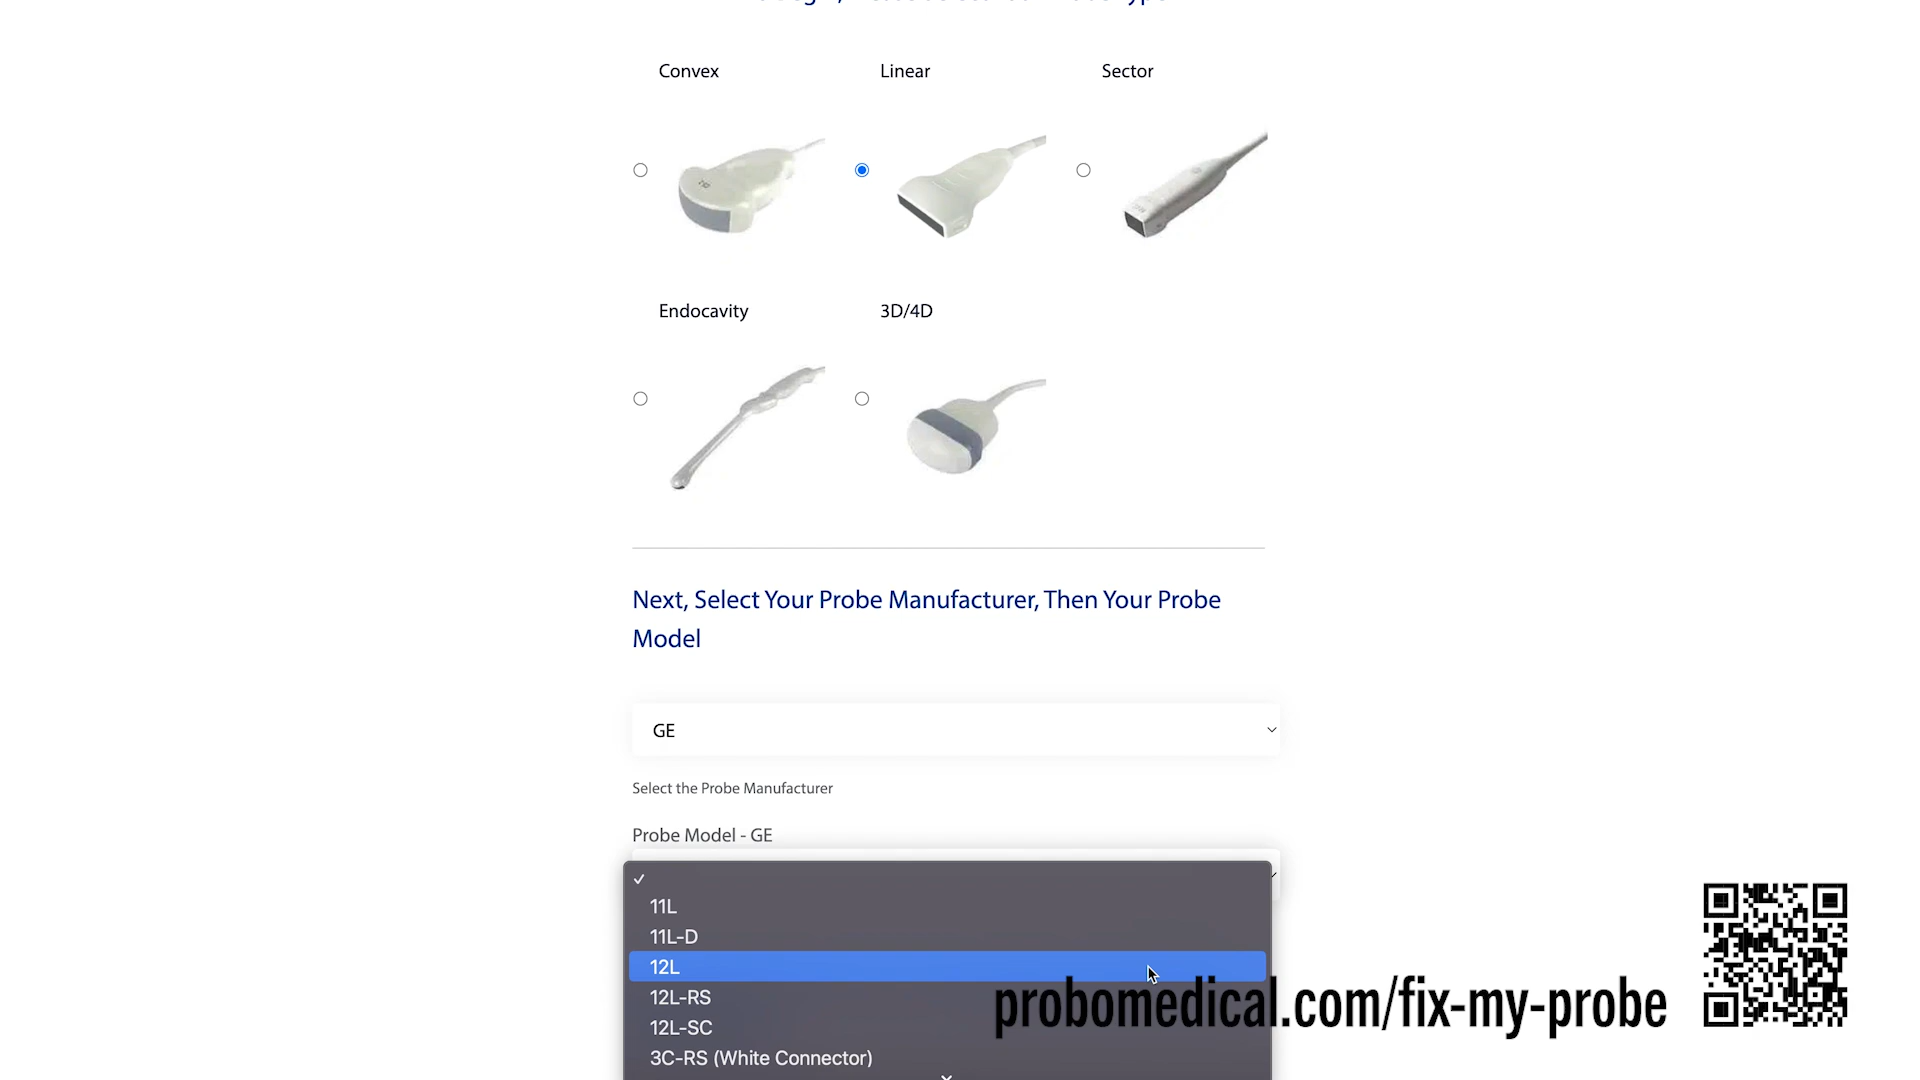 Convex
Linear
Sector
Endocavity
3D/4D
Next, Select Your Probe Manufacturer, Then Your Probe
Model
GE
Select the Probe Manufacturer
Probe Model - GE
11L
11L-D
12L
12L-RS
12L-SC
3C-RS (White Connector)
probomedical.com/fix-my-probe